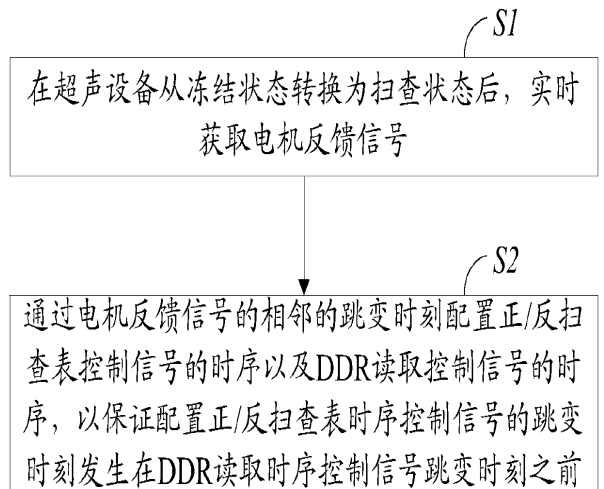 S1
在超声设备从冻结状态转换为扫查状态后，实时
获取电机反馈信号
S2
通过电机反馈信号的相邻的跳变时刻配置正/反扫
查表控制信号的时序以及DDR读取控制信号的时
序，以保证配置正/反扫查表时序控制信号的跳变
时刻发生在DDR读取时序控制信号跳变时刻之前